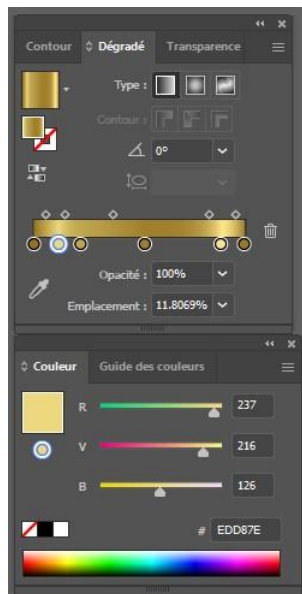 Contour Dégradé Transparence
Type :
Contour :
0°
Opacité : 100%
Emplacement : 11.8069%
Couleur Guide des couleurs
R 237
V 216
B 126
# EDD87E